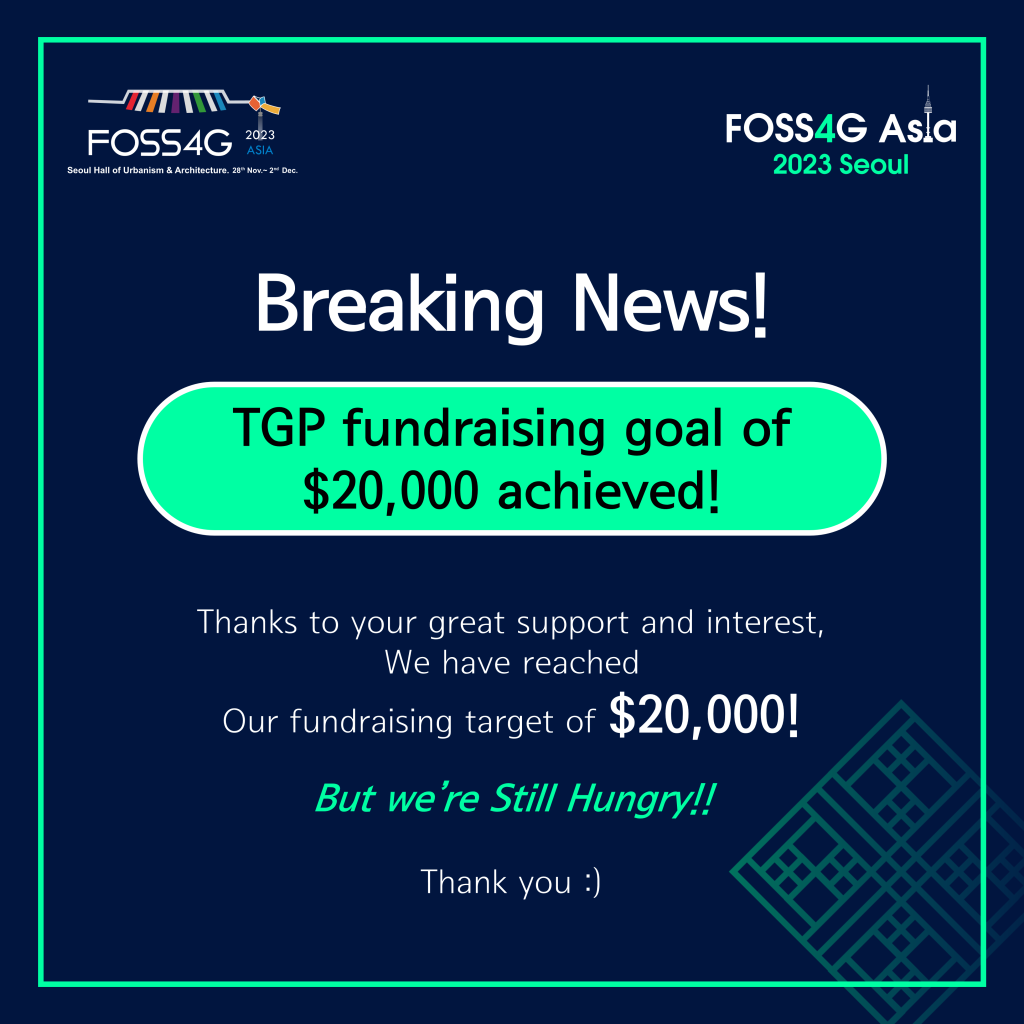 FOSS4G 2023 ASIA
Seoul Hall of Urbanism & Architecture. 28th Nov.~ 2nd Dec.
FOSS4G Asia
2023 Seoul
Breaking News!
TGP fundraising goal of
$20,000 achieved!
Thanks to your great support and interest,
We have reached
Our fundraising target of $20,000!
But we're Still Hungry!!
Thank you :)